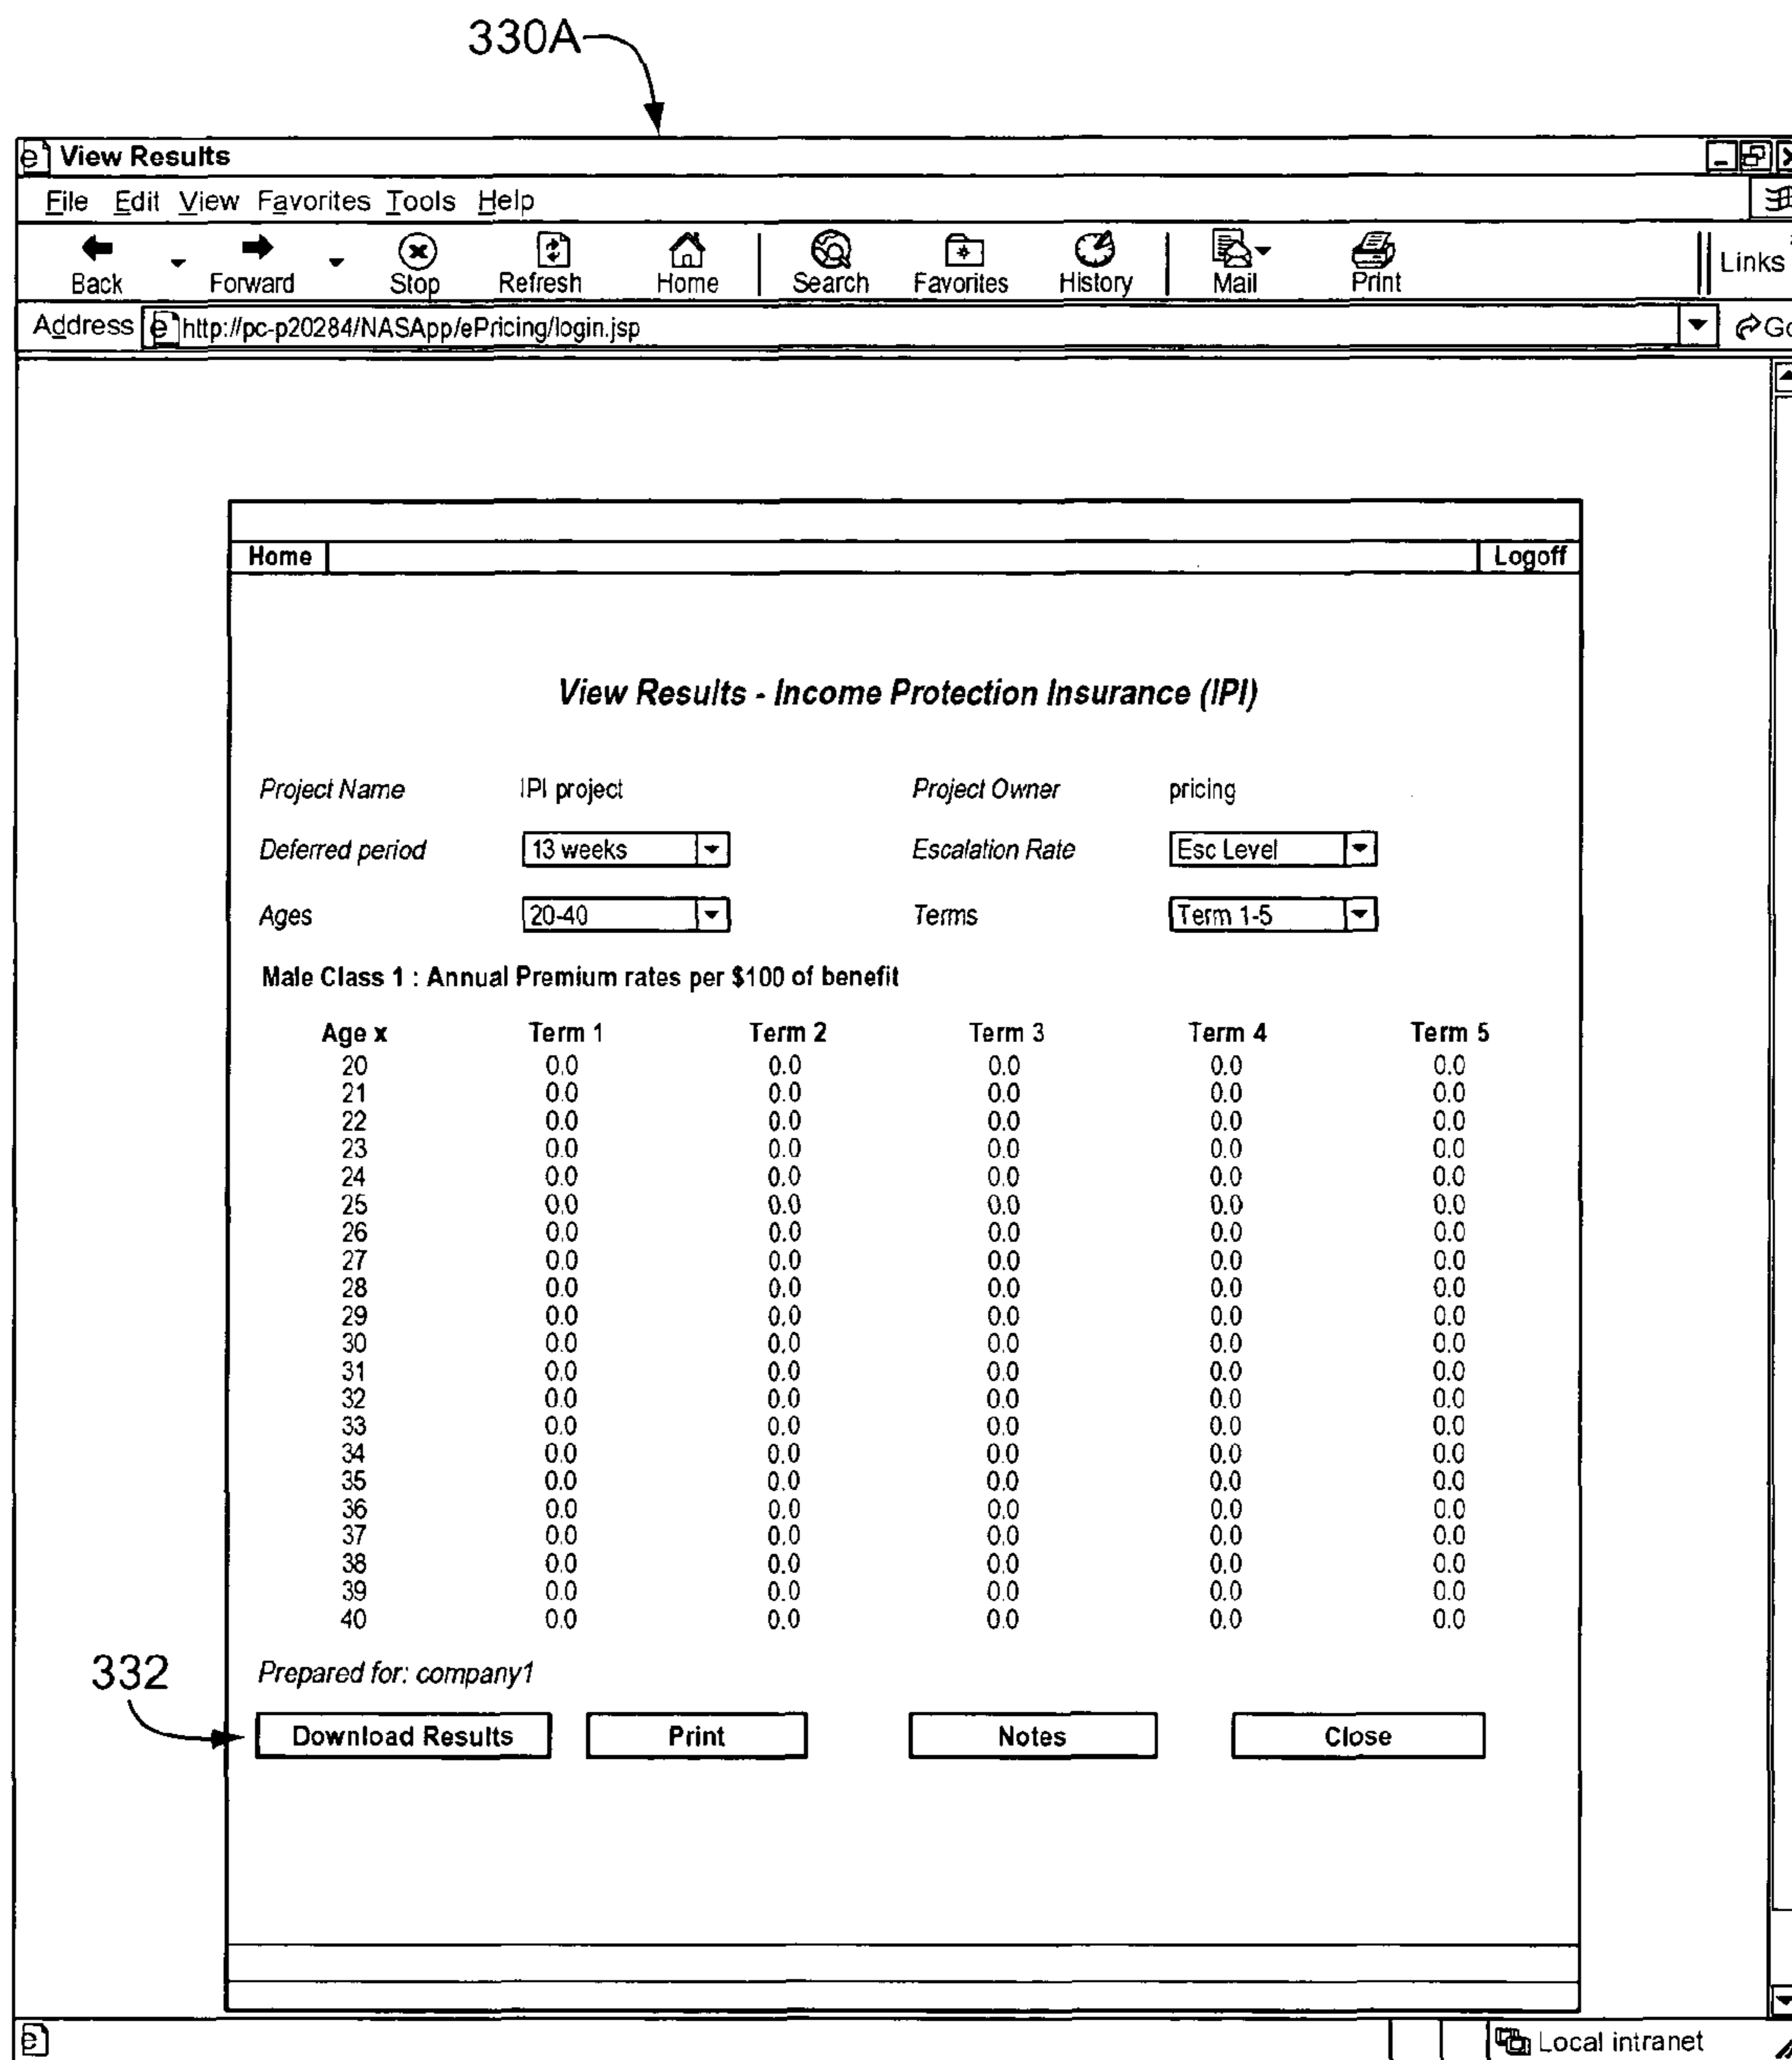 330A
View Results
File Edit View Favorites Tools Help
Back Forward Stop Refresh Home Search Favorites History Mail Print Links
Address http://pc-p20284/NASApp/ePricing/login.jsp Go
Home Logoff
View Results - Income Protection Insurance (IPI)
Project Name IPI project Project Owner pricing
Deferred period 13 weeks Escalation Rate Esc Level
Ages 20-40 Terms Term 1-5
Male Class 1 : Annual Premium rates per $100 of benefit
Age x Term 1 Term 2 Term 3 Term 4 Term 5
20 0.0 0.0 0.0 0.0 0.0
21 0.0 0.0 0.0 0.0 0.0
22 0.0 0.0 0.0 0.0 0.0
23 0.0 0.0 0.0 0.0 0.0
24 0.0 0.0 0.0 0.0 0.0
25 0.0 0.0 0.0 0.0 0.0
26 0.0 0.0 0.0 0.0 0.0
27 0.0 0.0 0.0 0.0 0.0
28 0.0 0.0 0.0 0.0 0.0
29 0.0 0.0 0.0 0.0 0.0
30 0.0 0.0 0.0 0.0 0.0
31 0.0 0.0 0.0 0.0 0.0
32 0.0 0.0 0.0 0.0 0.0
33 0.0 0.0 0.0 0.0 0.0
34 0.0 0.0 0.0 0.0 0.0
35 0.0 0.0 0.0 0.0 0.0
36 0.0 0.0 0.0 0.0 0.0
37 0.0 0.0 0.0 0.0 0.0
38 0.0 0.0 0.0 0.0 0.0
39 0.0 0.0 0.0 0.0 0.0
40 0.0 0.0 0.0 0.0 0.0
332
Prepared for: company1
Download Results Print Notes Close
Local intranet